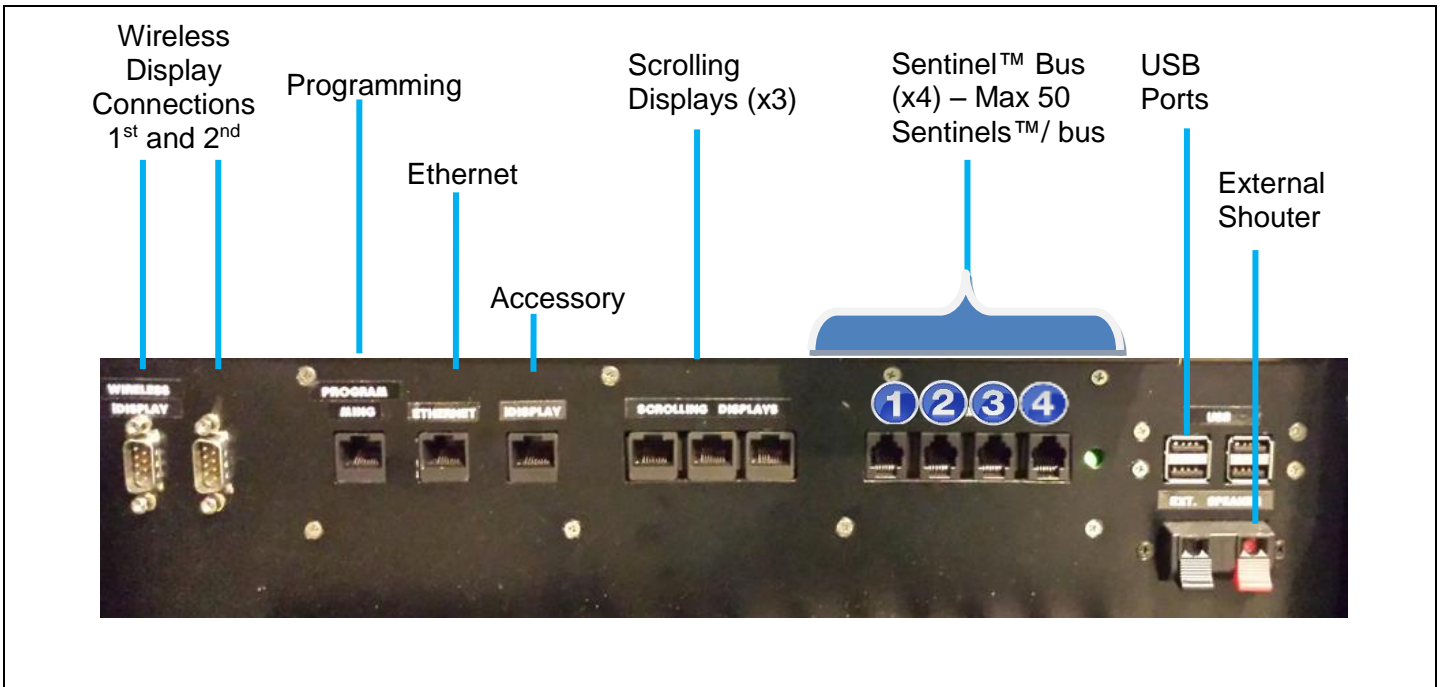 Wireless
Display
Connections
1st and 2nd
Programming
Ethernet
Accessory
Scrolling
Displays (x3)
Sentinel™ Bus
(x4) – Max 50
Sentinels™/ bus
USB
Ports
External
Shouter
WIRELESS
IDISPLAY
PROGRAM
MING
ETHERNET
IDISPLAY
SCROLLING DISPLAYS
1 2 3 4
USB
EXT. SPEAKER